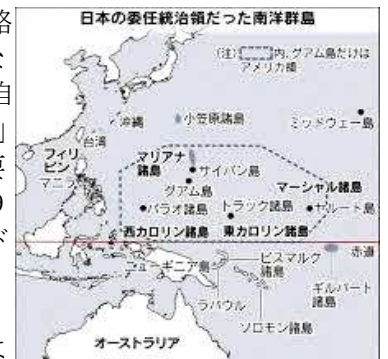 日本の委任統治領だった南洋群島
(注) 内、グアム島だけは
アメリカ領
沖縄
小笠原諸島
ミッドウェー島
台湾
フィリ
ピン
マニラ
マリアナ
諸島
サイパン島
グアム島
マーシャル諸島
パラオ諸島
トラック諸島
ヤルート島
西カロリン諸島
東カロリン諸島
赤道
ニューギニア島
ビスマルク
諸島
ギルバート
諸島
ラバウル
ソロモン諸島
オーストラリア